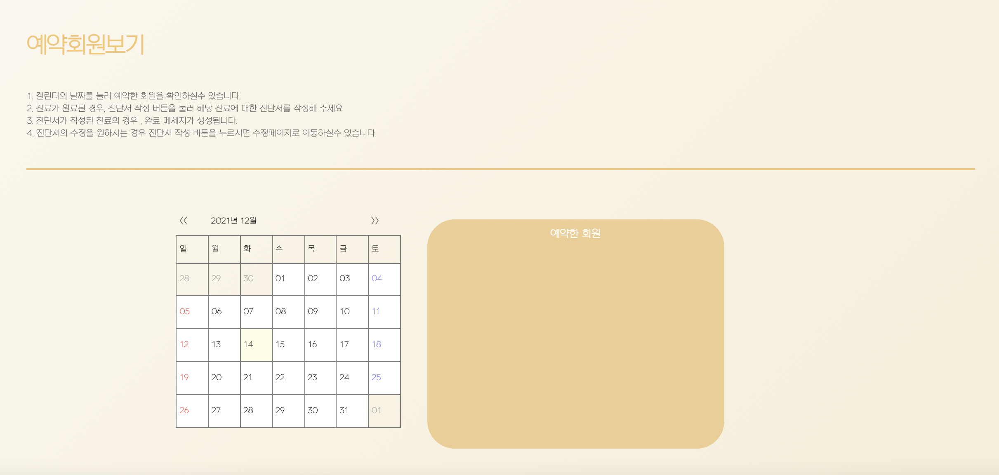 예약회원보기
1. 캘린더의 날짜를 눌러 예약한 회원을 확인하실수 있습니다.
2. 진료가 완료된 경우, 진단서 작성 버튼을 눌러 해당 진료에 대한 진단서를 작성해 주세요
3. 진단서가 작성된 진료의 경우 , 완료 메세지가 생성됩니다.
4. 진단서의 수정을 원하시는 경우 진단서 작성 버튼을 누르시면 수정페이지로 이동하실수 있습니다.
《 2021년 12월 》
일 월 화 수 목 금 토
28 29 30 01 02 03 04
05 06 07 08 09 10 11
12 13 14 15 16 17 18
19 20 21 22 23 24 25
26 27 28 29 30 31 01
예약한 회원